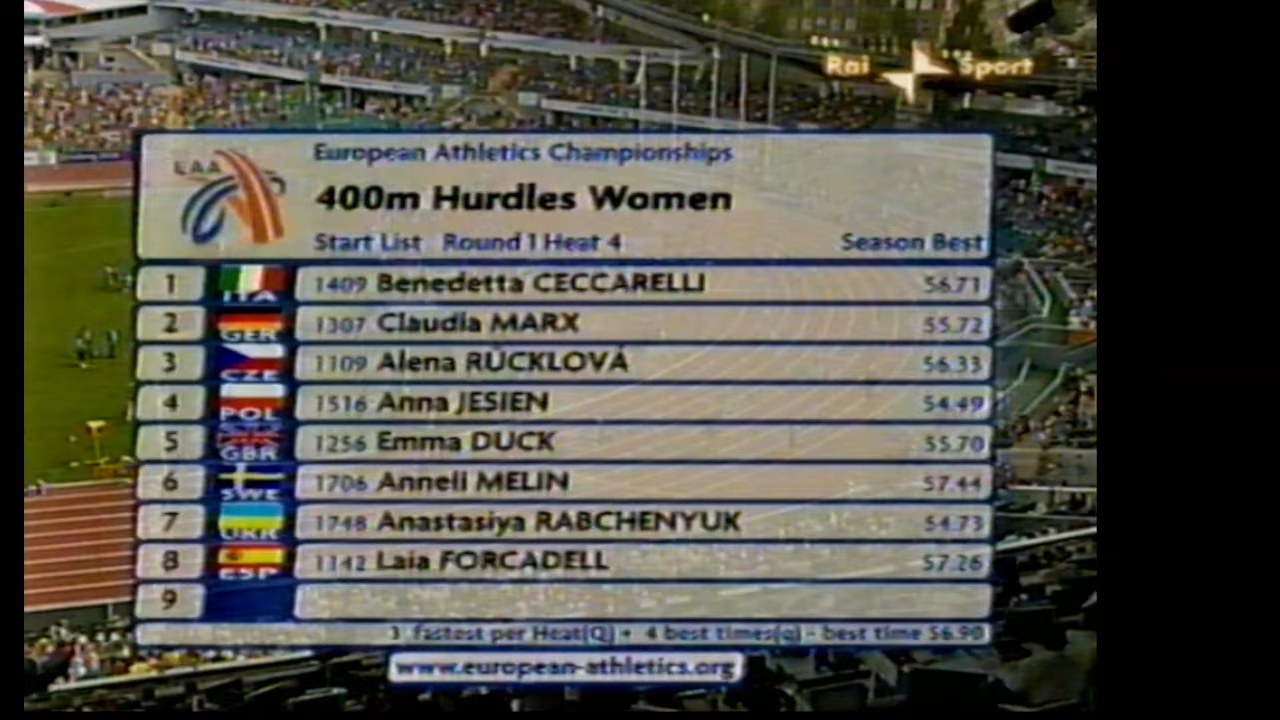 Rai Sport
EAA
European Athletics Championships
400m Hurdles Women
Start List Round 1 Heat 4 Season Best
1 ITA 1409 Benedetta CECCARELLI 56.71
2 GER 1307 Claudia MARX 55.72
3 CZE 1109 Alena RÜCKLOVÁ 56.33
4 POL 1516 Anna JESIEN 54.49
5 GBR 1256 Emma DUCK 55.70
6 SWE 1706 Anneli MELIN 57.44
7 UKR 1748 Anastasiya RABCHENYUK 54.73
8 ESP 1142 Laia FORCADELL 57.26
9
3 fastest per Heat(Q) + 4 best times(q) - best time 56.90
www.european-athletics.org